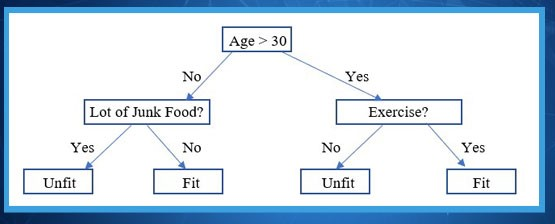 Age > 30
No
Yes
Lot of Junk Food?
Exercise?
Yes
No
No
Yes
Unfit
Fit
Unfit
Fit